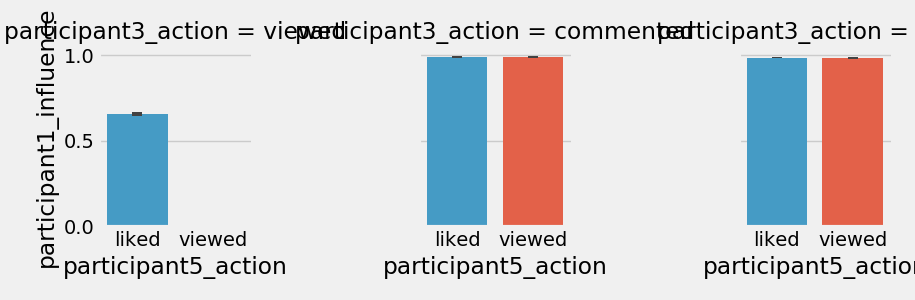 participant3_action = viewed
participant3_action = commented
participant3_action =
participant1_influence
1.0
0.5
0.0
liked viewed
liked viewed
liked viewed
participant5_action
participant5_action
participant5_action